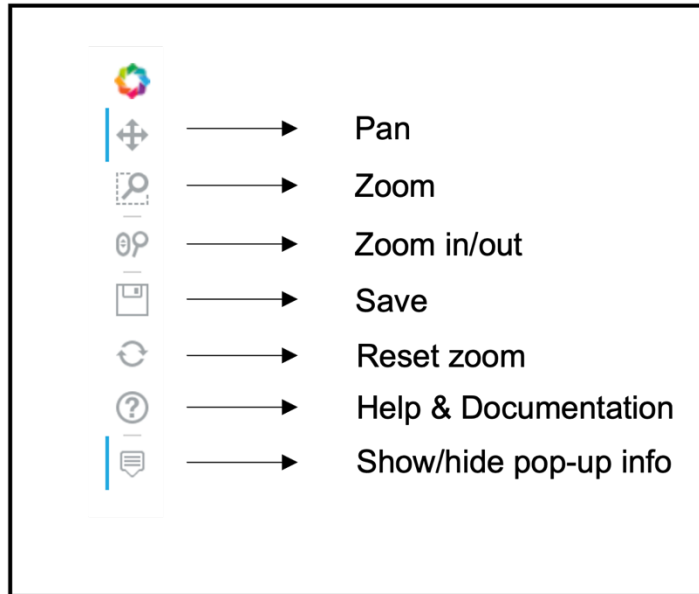 Pan
Zoom
Zoom in/out
Save
Reset zoom
Help & Documentation
Show/hide pop-up info